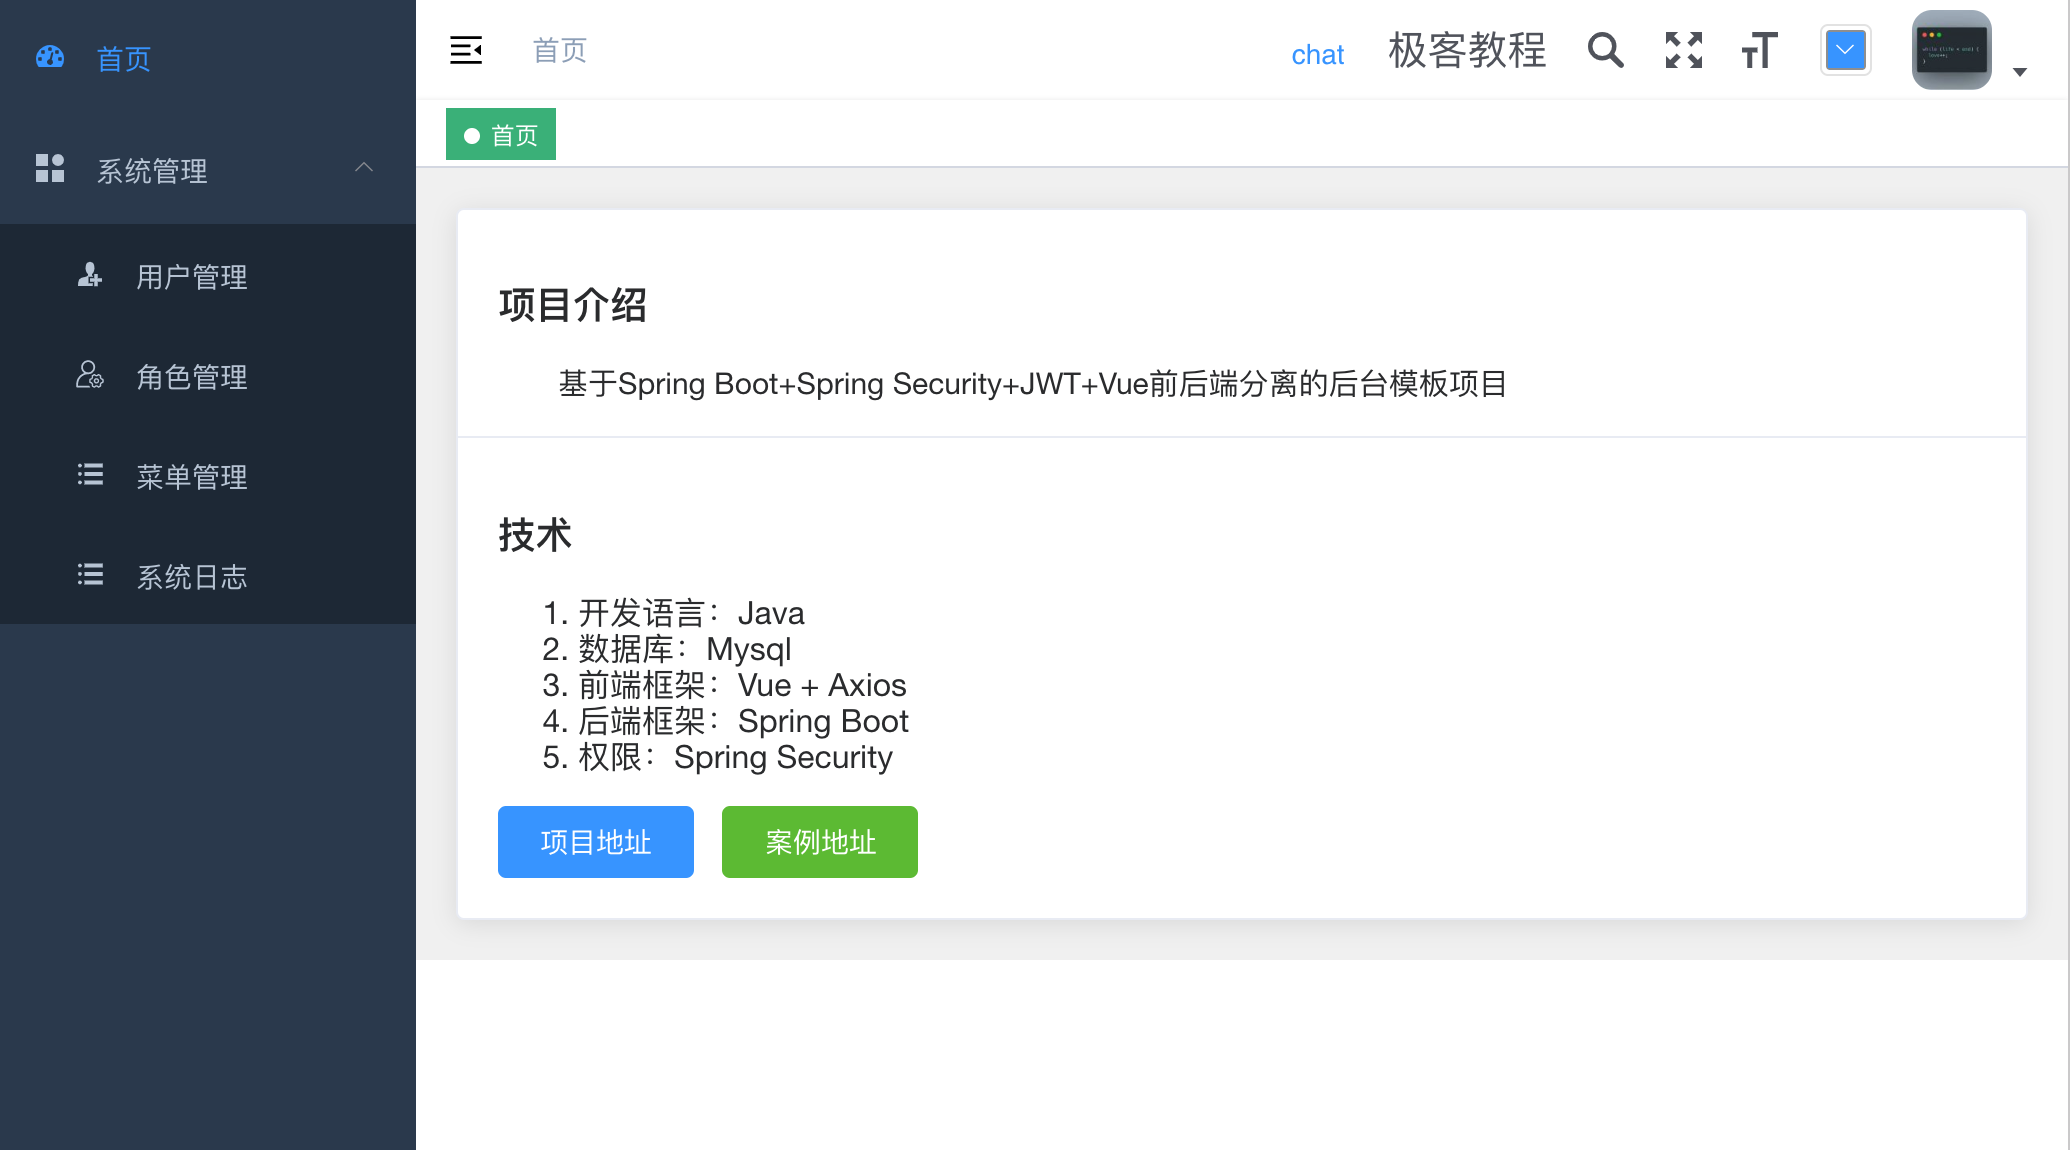 首页
系统管理
用户管理
角色管理
菜单管理
系统日志
首页
chat 极客教程
首页
项目介绍
基于Spring Boot+Spring Security+JWT+Vue前后端分离的后台模板项目
技术
1. 开发语言：Java
2. 数据库：Mysql
3. 前端框架：Vue + Axios
4. 后端框架：Spring Boot
5. 权限：Spring Security
项目地址 案例地址